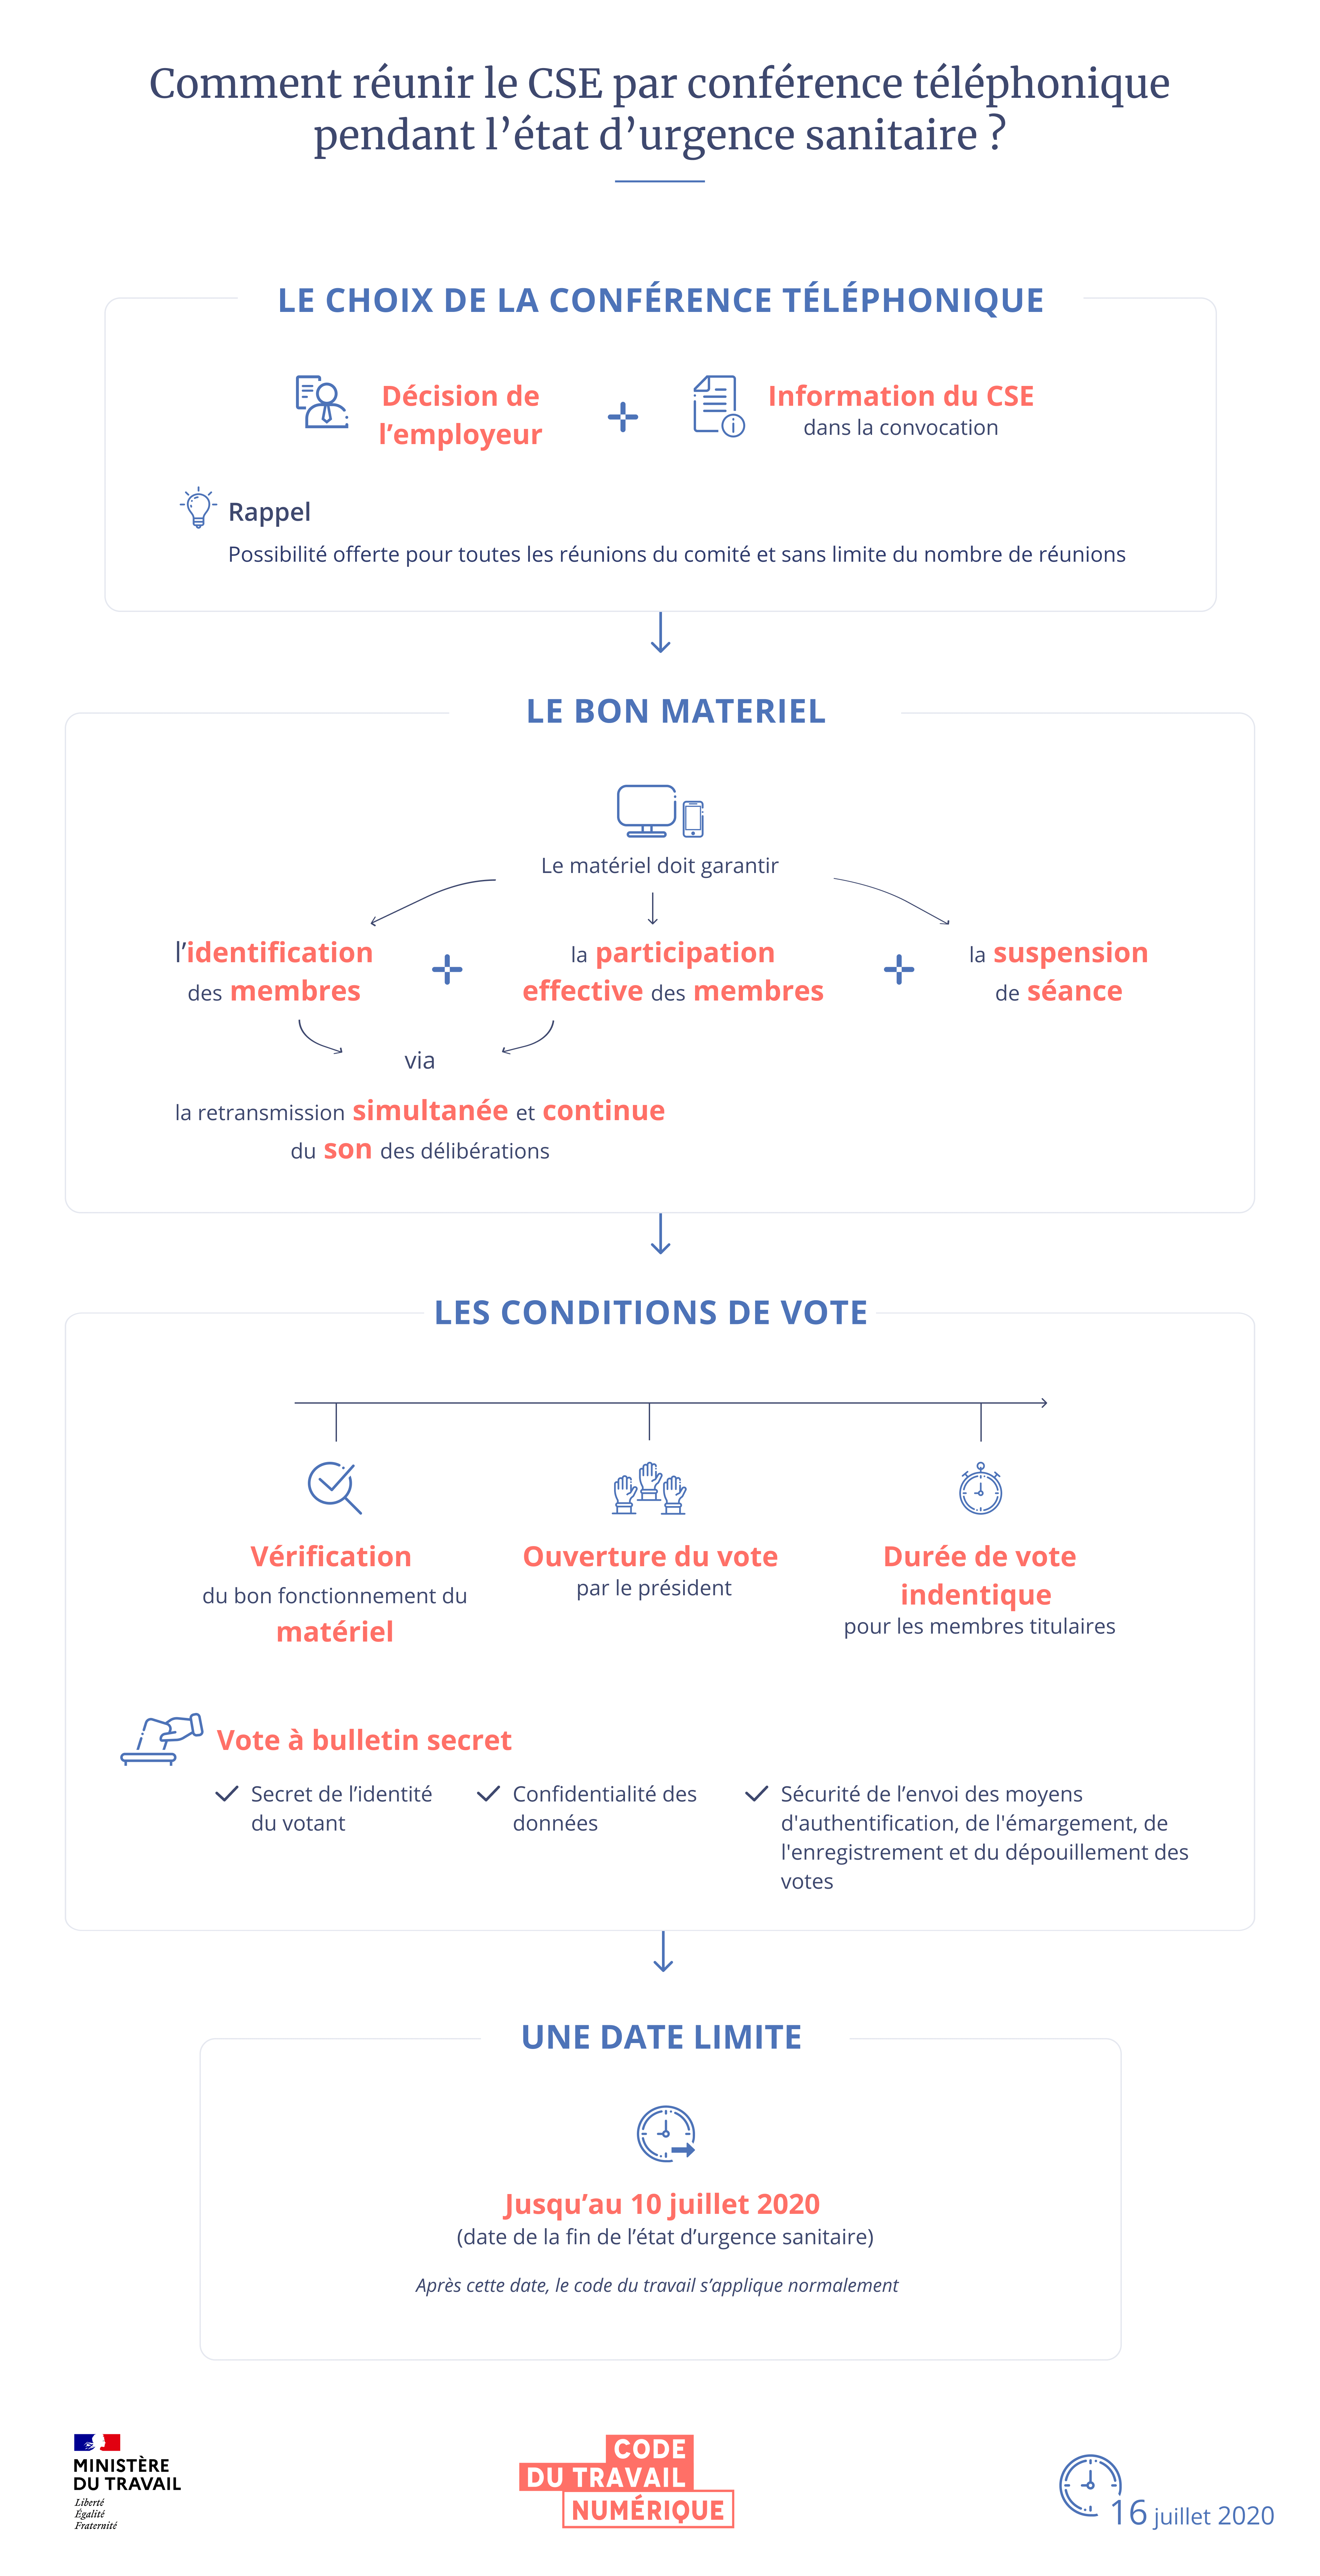 Comment réunir le CSE par conférence téléphonique
pendant l’état d’urgence sanitaire ?
LE CHOIX DE LA CONFÉRENCE TÉLÉPHONIQUE
Décision de
l’employeur
Information du CSE
dans la convocation
Rappel
Possibilité offerte pour toutes les réunions du comité et sans limite du nombre de réunions
LE BON MATERIEL
Le matériel doit garantir
l’identification
des membres
la participation
effective des membres
la suspension
de séance
via
la retransmission simultanée et continue
du son des délibérations
LES CONDITIONS DE VOTE
Vérification
du bon fonctionnement du
matériel
Ouverture du vote
par le président
Durée de vote
indentique
pour les membres titulaires
Vote à bulletin secret
Secret de l’identité
du votant
Confidentialité des
données
Sécurité de l’envoi des moyens
d'authentification, de l'émargement, de
l'enregistrement et du dépouillement des
votes
UNE DATE LIMITE
Jusqu’au 10 juillet 2020
(date de la fin de l’état d’urgence sanitaire)
Après cette date, le code du travail s’applique normalement
MINISTÈRE
DU TRAVAIL
Liberté
Égalité
Fraternité
CODE
DU TRAVAIL
NUMÉRIQUE
16 juillet 2020